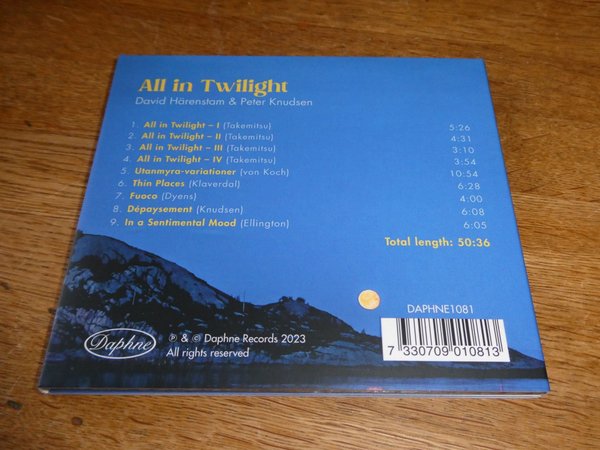 All in Twilight
David Härenstam & Peter Knudsen
1. All in Twilight – I (Takemitsu) 5:26
2. All in Twilight – II (Takemitsu) 4:31
3. All in Twilight – III (Takemitsu) 3:10
4. All in Twilight – IV (Takemitsu) 3:54
5. Utanmyra-variationer (van Koch) 10:54
6. Thin Places (Klaverdal) 6:28
7. Fuoco (Dyens) 4:00
8. Dépaysement (Knudsen) 6:08
9. In a Sentimental Mood (Ellington) 6:05
Total length: 50:36
DAPHNE1081
7 330709 010813
Daphne
℗ & © Daphne Records 2023
All rights reserved